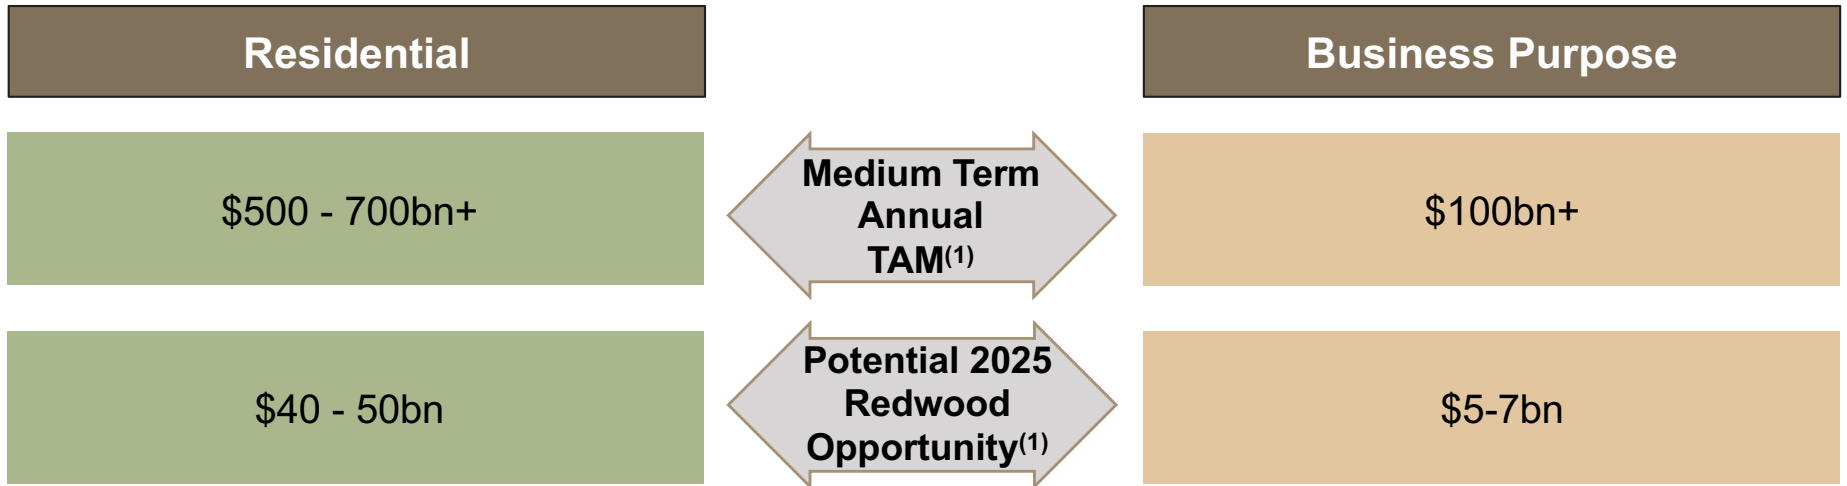 Residential
Business Purpose
$500 - 700bn+
Medium Term
Annual
TAM(1)
$100bn+
$40 - 50bn
Potential 2025
Redwood
Opportunity(1)
$5-7bn